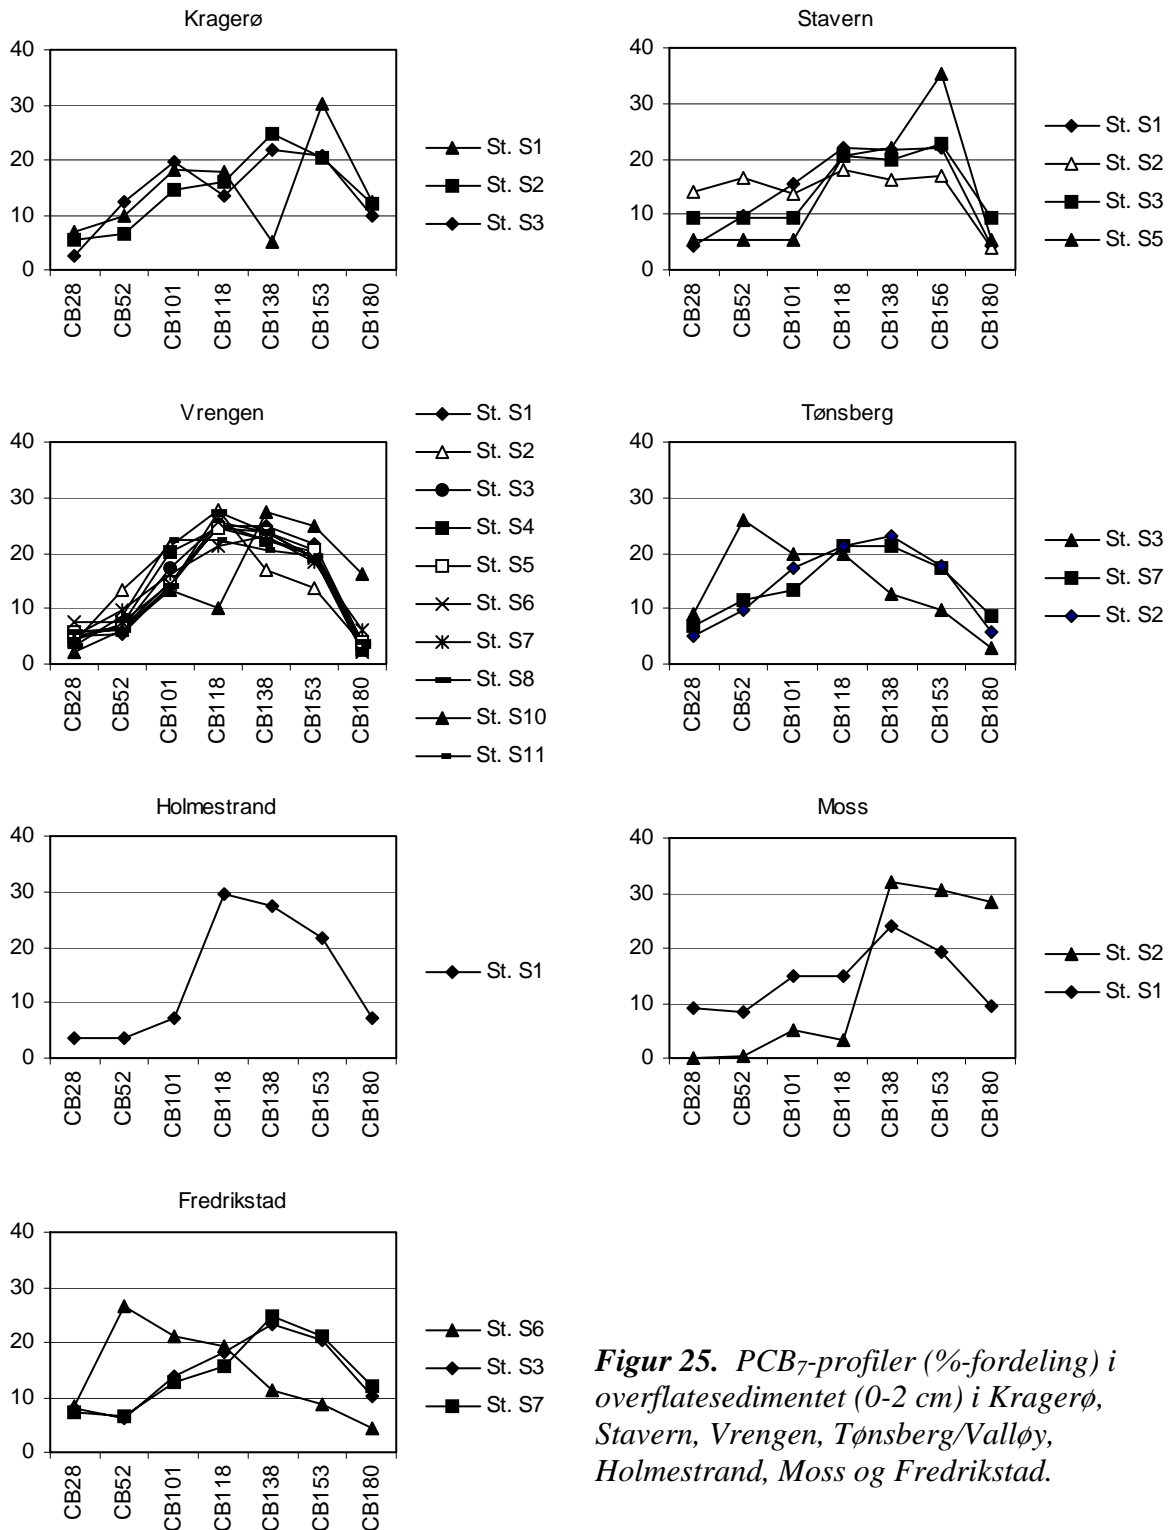 Kragerø
40
30
20
10
0
CB28
CB52
CB101
CB118
CB138
CB153
CB180
St. S1
St. S2
St. S3
Stavern
40
30
20
10
0
CB28
CB52
CB101
CB118
CB138
CB156
CB180
St. S1
St. S2
St. S3
St. S5
Vrengen
40
30
20
10
0
CB28
CB52
CB101
CB118
CB138
CB153
CB180
St. S1
St. S2
St. S3
St. S4
St. S5
St. S6
St. S7
St. S8
St. S10
St. S11
Tønsberg
40
30
20
10
0
CB28
CB52
CB101
CB118
CB138
CB153
CB180
St. S3
St. S7
St. S2
Holmestrand
40
30
20
10
0
CB28
CB52
CB101
CB118
CB138
CB153
CB180
St. S1
Moss
40
30
20
10
0
CB28
CB52
CB101
CB118
CB138
CB153
CB180
St. S2
St. S1
Fredrikstad
40
30
20
10
0
CB28
CB52
CB101
CB118
CB138
CB153
CB180
St. S6
St. S3
St. S7
Figur 25. PCB₇-profiler (%-fordeling) i
overflatesedimentet (0-2 cm) i Kragerø,
Stavern, Vrengen, Tønsberg/Valløy,
Holmestrand, Moss og Fredrikstad.